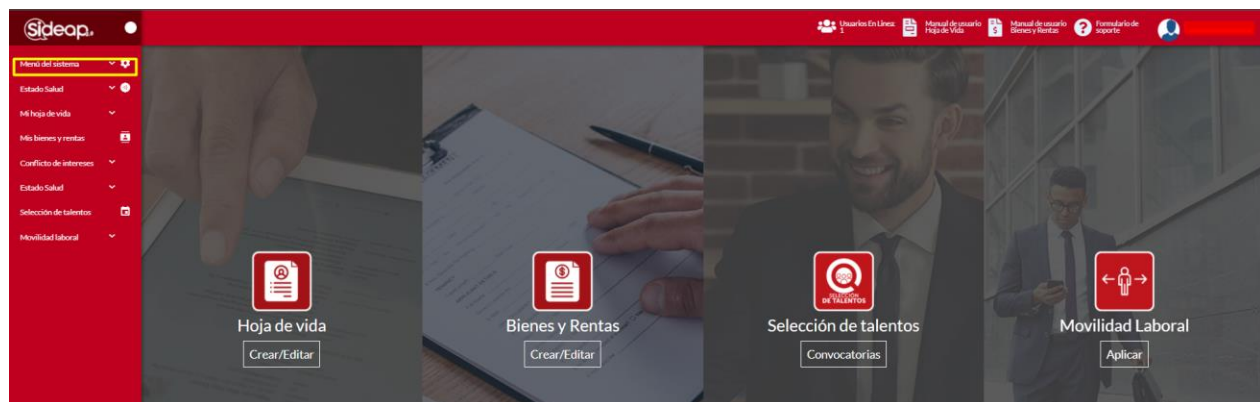 Sideap.
Usuarios En Linea:
1
Manual de usuario
Hoja de Vida
Manual de usuario
Bienes y Rentas
Formulario de
soporte
Menú del sistema
Estado Salud
Mi hoja de vida
Mis bienes y rentas
Conflicto de intereses
Estado Salud
Selección de talentos
Movilidad laboral
SELECCIÓN
DE TALENTOS
Hoja de vida
Bienes y Rentas
Selección de talentos
Movilidad Laboral
Crear/Editar
Crear/Editar
Convocatorias
Aplicar